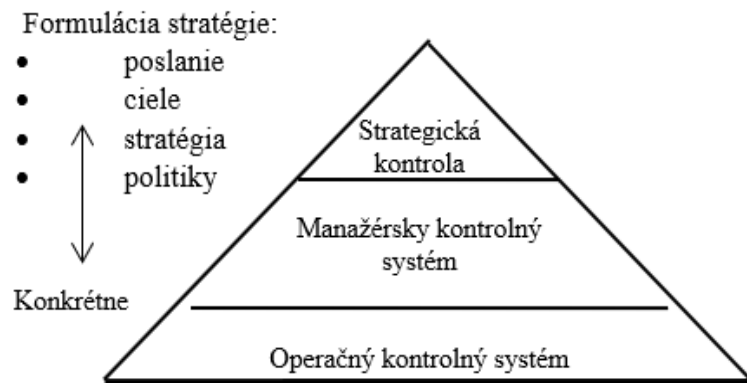 Formulácia stratégie:
• poslanie
• ciele
• stratégia
• politiky
Konkrétne
Strategická
kontrola
Manažérsky kontrolný
systém
Operačný kontrolný systém